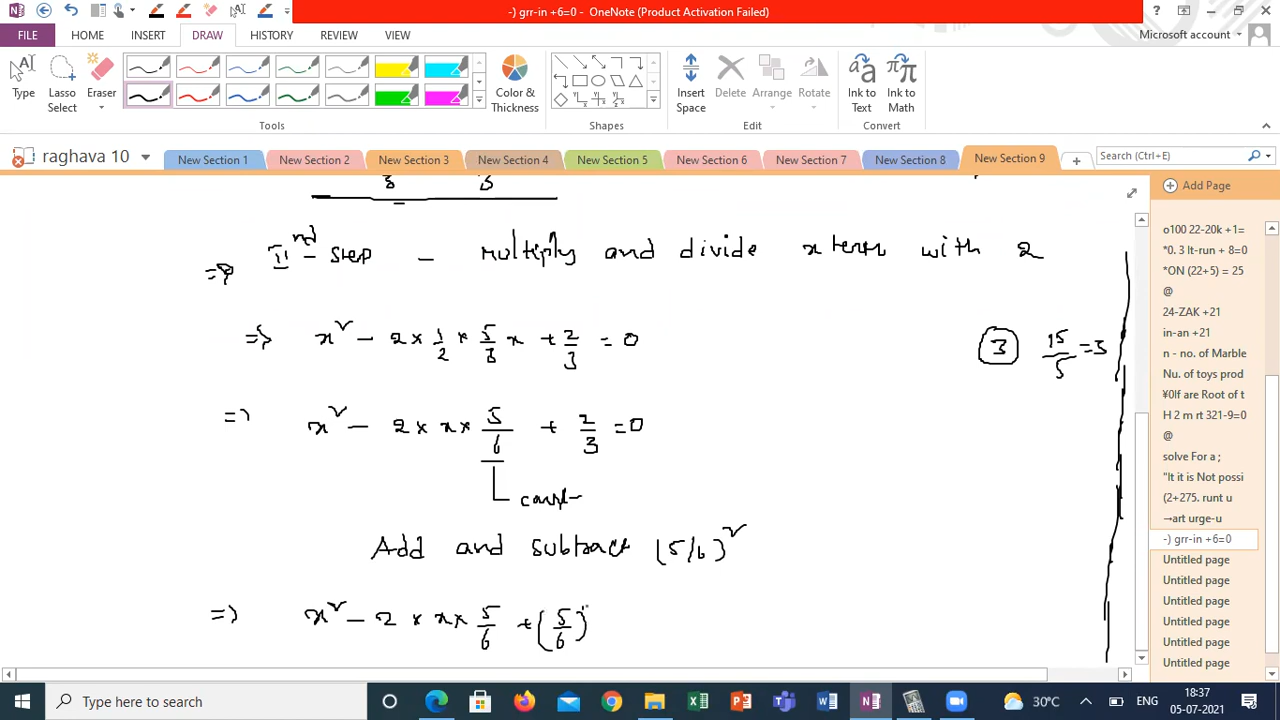 -) grr-in +6=0 - OneNote (Product Activation Failed)
FILE HOME INSERT DRAW HISTORY REVIEW VIEW
Microsoft account
Type
Lasso Select
Eraser
Color & Thickness
Insert Space
Delete
Arrange
Rotate
Ink to Text
Ink to Math
Tools
Shapes
Edit
Convert
raghava 10
New Section 1
New Section 2
New Section 3
New Section 4
New Section 5
New Section 6
New Section 7
New Section 8
New Section 9
Search (Ctrl+E)
Add Page
3 3
=> IInd - step - multiply and divide x term with 2
=> x² - 2 × 1/2 × 5/3 x + 2/3 = 0
③ 15/5 = 3
=> x² - 2 × x × 5/6 + 2/3 = 0
Add and subtract (5/6)²
=> x² - 2 × x × 5/6 + (5/6)
o100 22-20k +1=
*0. 3 lt-run + 8=0
*ON (22+5) = 25
@
24-ZAK +21
in-an +21
n - no. of Marble
Nu. of toys prod
¥0lf are Root of t
H 2 m rt 321-9=0
@
solve For a ;
"It it is Not possi
(2+275. runt u
→art urge-u
-) grr-in +6=0
Untitled page
Untitled page
Untitled page
Untitled page
Untitled page
Untitled page
Type here to search
30°C
ENG
18:37
05-07-2021